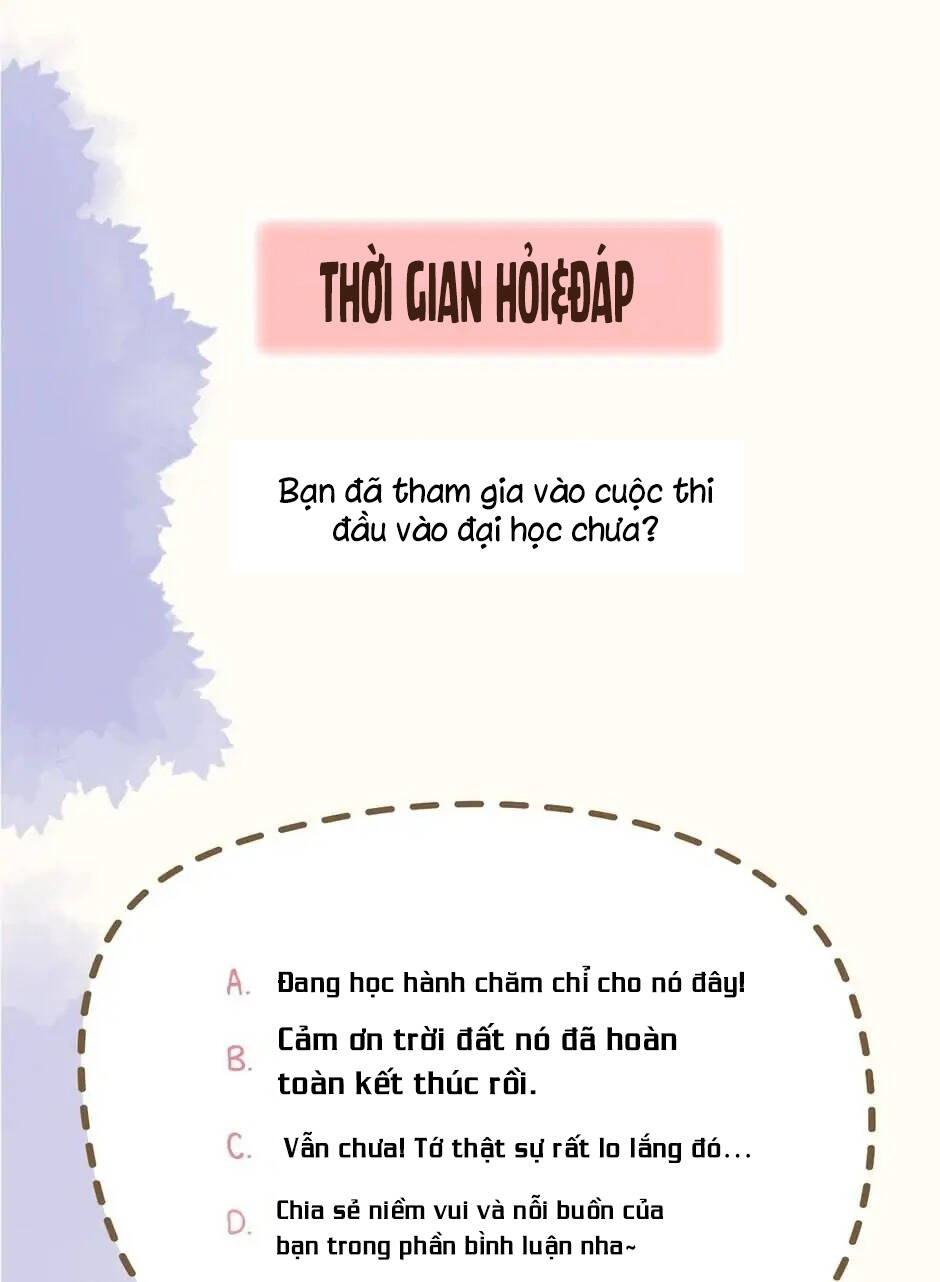 THỜI GIAN HỎI&ĐÁP
Bạn đã tham gia vào cuộc thi
đầu vào đại học chưa?
A. Đang học hành chăm chỉ cho nó đây!
B. Cảm ơn trời đất nó đã hoàn
toàn kết thúc rồi.
C. Vẫn chưa! Tớ thật sự rất lo lắng đó...
D. Chia sẻ niềm vui và nỗi buồn của
bạn trong phần bình luận nha~